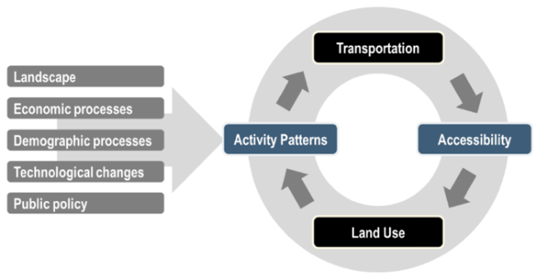 Transportation
Landscape
Economic processes
Demographic processes
Technological changes
Public policy
Activity Patterns
Accessibility
Land Use